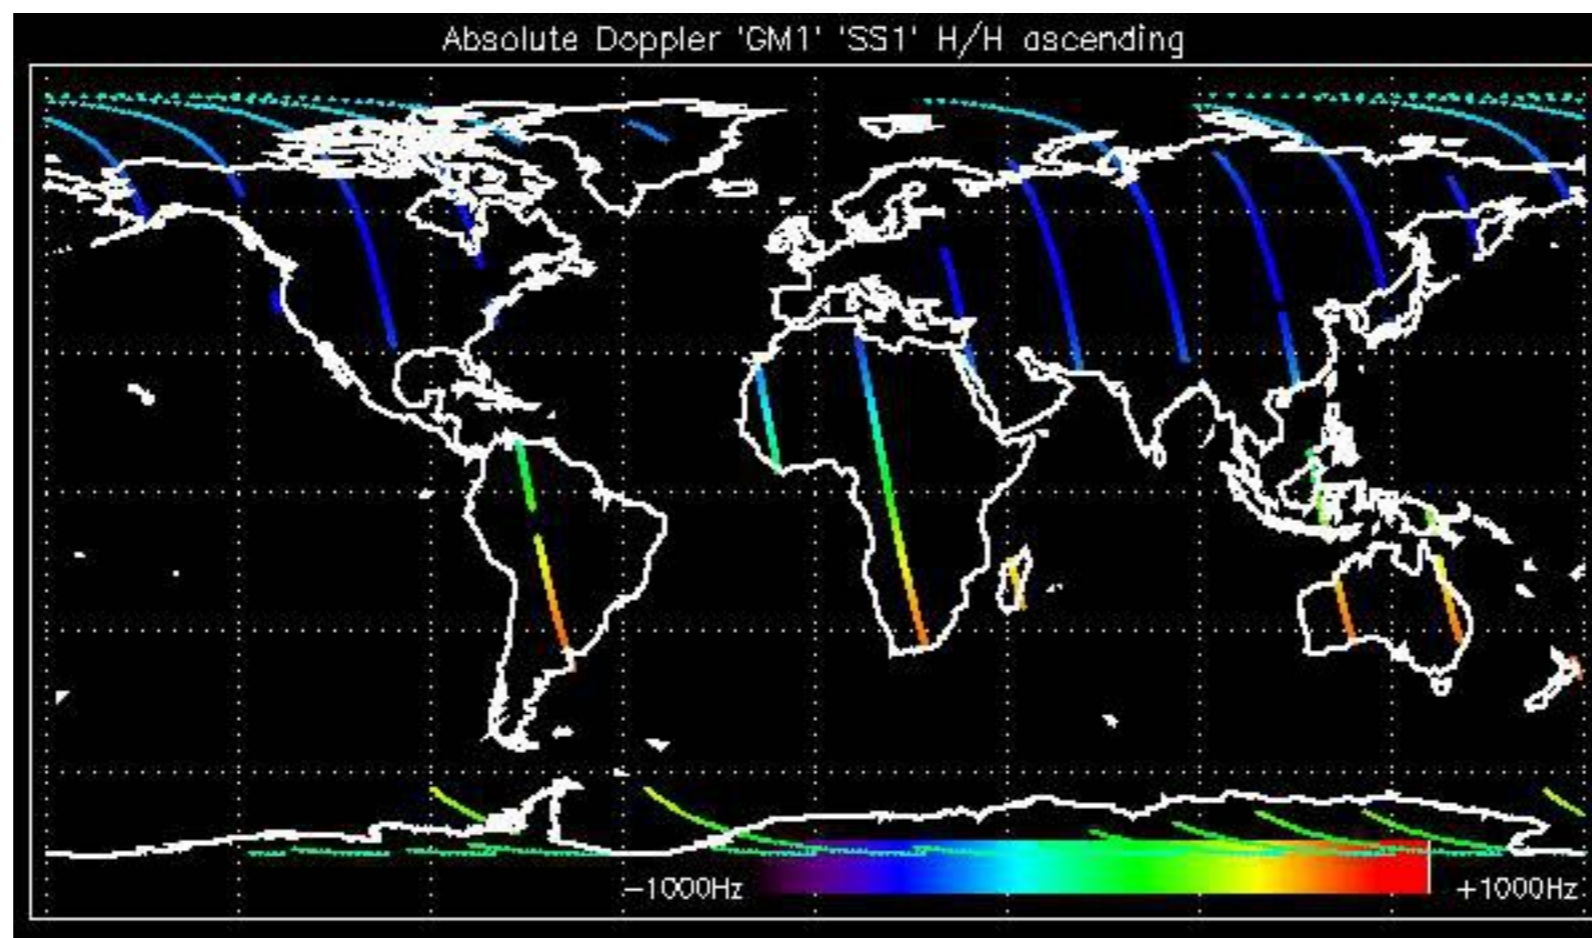 Absolute Doppler 'GM1' 'SS1' H/H ascending
-1000Hz
+1000Hz